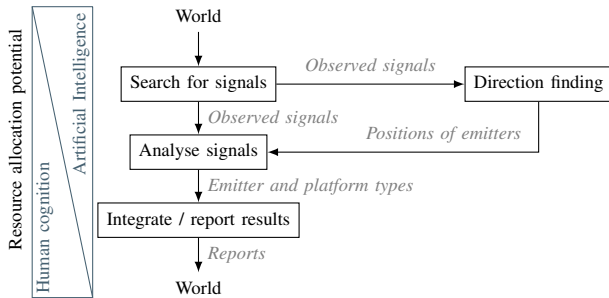 World
Search for signals
Observed signals
Direction finding
Observed signals
Positions of emitters
Analyse signals
Emitter and platform types
Integrate / report results
Reports
World
Resource allocation potential
Human cognition
Artificial Intelligence